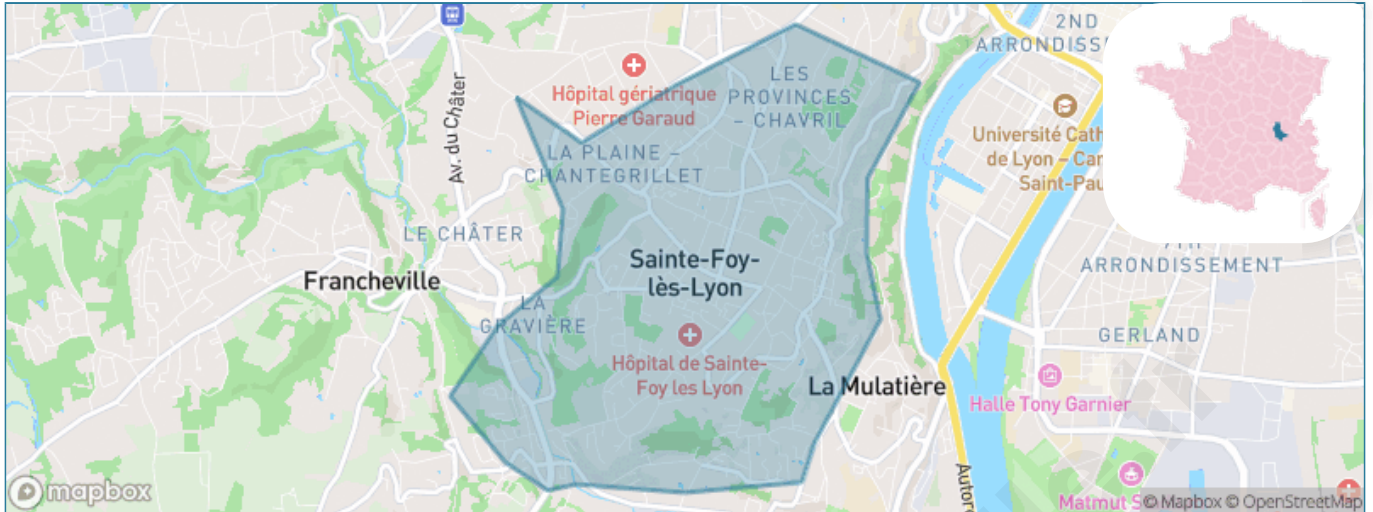 2ND
ARRONDISS
LES
PROVINCES
– CHAVRIL
Hôpital gériatrique
Pierre Garaud
Av. du Châter
Université Cath
de Lyon – Car
Saint-Pau
LA PLAINE –
CHANTEGRILLET
LE CHÂTER
Francheville
Sainte-Foy-
lès-Lyon
ARRONDISSEMENT
LA
GRAVIÈRE
GERLAND
Hôpital de Sainte-
Foy les Lyon
La Mulatière
Halle Tony Garnier
Autoro
Matmut S
mapbox
© Mapbox © OpenStreetMap